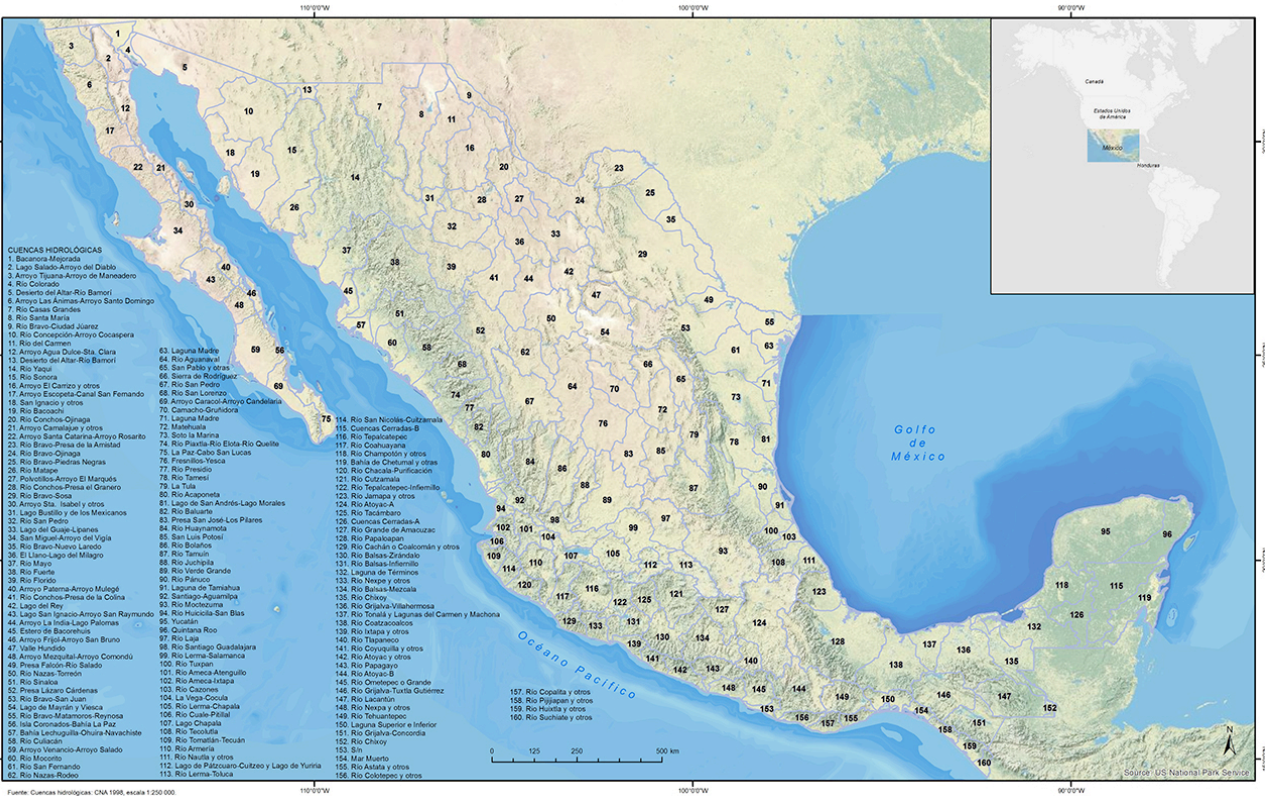 110°0'0"W
100°0'0"W
90°0'0"W
Canadá
Estados Unidos
de América
México
Honduras
CUENCAS HIDROLÓGICAS
1. Bacanora-Mejorada
2. Lago Salado-Arroyo del Diablo
3. Arroyo Tijuana-Arroyo de Maneadero
4. Río Colorado
5. Desierto del Altar-Río Bamori
6. Arroyo Las Ánimas-Arroyo Santo Domingo
7. Río Casas Grandes
8. Río Santa María
9. Río Bravo-Ciudad Juárez
10. Río Concepción-Arroyo Cocaspera
11. Río del Carmen
12. Arroyo Agua Dulce-Sta. Clara
13. Desierto del Altar-Río Bamori
14. Río Yaqui
15. Río Sonora
16. Arroyo El Carrizo y otros
17. Arroyo Escopeta-Canal San Fernando
18. San Ignacio y otros
19. Río Bacoachi
20. Río Conchos-Ojinaga
21. Arroyo Camalajue y otros
22. Arroyo Santa Catarina-Arroyo Rosarito
23. Río Bravo-Presa de la Amistad
24. Río Bravo-Ojinaga
25. Río Bravo-Piedras Negras
26. Río Matape
27. Polvotillos-Arroyo El Marqués
28. Río Conchos-Presa el Granero
29. Río Bravo-Sosa
30. Arroyo Sta. Isabel y otros
31. Lago Bustillo y de los Mexicanos
32. Río San Pedro
33. Lago del Guaje-Lipanes
34. San Miguel-Arroyo del Vigía
35. Río Bravo-Nuevo Laredo
36. El Llano-Lago del Milagro
37. Río Mayo
38. Río Fuerte
39. Río Florido
40. Arroyo Paterna-Arroyo Mulegé
41. Río Conchos-Presa de la Colina
42. Lago del Rey
43. Lago San Ignacio-Arroyo San Raymundo
44. Arroyo La India-Lago Palomas
45. Estero de Bacorehuis
46. Arroyo Frijol-Arroyo San Bruno
47. Valle Hundido
48. Arroyo Mezquital-Arroyo Comondú
49. Presa Falcón-Río Salado
50. Río Nazas-Torreón
51. Río Sinaloa
52. Presa Lázaro Cárdenas
53. Río Bravo-San Juan
54. Lago de Mayrán y Viesca
55. Río Bravo-Matamoros-Reynosa
56. Isla Coronados-Bahía La Paz
57. Bahía Lechuguilla-Ohuira-Navachiste
58. Río Culiacán
59. Arroyo Venancio-Arroyo Salado
60. Río Mocorito
61. Río San Fernando
62. Río Nazas-Rodeo
63. Laguna Madre
64. Río Aguanaval
65. San Pablo y otras
66. Sierra de Rodríguez
67. Río San Pedro
68. Río San Lorenzo
69. Arroyo Caracol-Arroyo Candelaria
70. Camacho-Gruñidora
71. Laguna Madre
72. Matehuala
73. Soto la Marina
74. Río Piaxtla-Río Elota-Río Quelite
75. La Paz-Cabo San Lucas
76. Fresnillos-Yesca
77. Río Presidio
78. Río Tamesí
79. La Tula
80. Río Acaponeta
81. Lago de San Andrés-Lago Morales
82. Río Baluarte
83. Presa San José-Los Pilares
84. Río Huaynamota
85. San Luis Potosí
86. Río Bolaños
87. Río Tamuín
88. Río Juchipila
89. Río Verde Grande
90. Río Pánuco
91. Laguna de Tamiahua
92. Santiago-Aguamilpa
93. Río Moctezuma
94. Río Huicicila-San Blas
95. Yucatán
96. Quintana Roo
97. Río Laja
98. Río Santiago Guadalajara
99. Río Lerma-Salamanca
100. Río Tuxpan
101. Río Ameca-Atenguillo
102. Río Ameca-Ixtapa
103. Río Cazones
104. La Vega-Cocula
105. Río Lerma-Chapala
106. Río Cuale-Pitillal
107. Lago Chapala
108. Río Tecolutla
109. Río Tomatlán-Tecuán
110. Río Armería
111. Río Nautla y otros
112. Lago de Pátzcuaro-Cuitzeo y Lago de Yuriria
113. Río Lerma-Toluca
114. Río San Nicolás-Cuitzamala
115. Cuencas Cerradas-B
116. Río Tepalcatepec
117. Río Coahuayana
118. Río Champotón y otros
119. Bahía de Chetumal y otras
120. Río Chacala-Purificación
121. Río Cutzamala
122. Río Tepalcatepec-Infiernillo
123. Río Jamapa y otros
124. Río Atoyac-A
125. Río Tacámbaro
126. Cuencas Cerradas-A
127. Río Grande de Amacuzac
128. Río Papaloapan
129. Río Cachán o Coalcomán y otros
130. Río Balsas-Zirándalo
131. Río Balsas-Infiernillo
132. Laguna de Términos
133. Río Nexpe y otros
134. Río Balsas-Mezcala
135. Río Chixoy
136. Río Grijalva-Villahermosa
137. Río Tonalá y Lagunas del Carmen y Machona
138. Río Coatzacoalcos
139. Río Ixtapa y otros
140. Río Tlapaneco
141. Río Coyuquilla y otros
142. Río Atoyac y otros
143. Río Papagayo
144. Río Atoyac-B
145. Río Ometepec o Grande
146. Río Grijalva-Tuxtla Gutiérrez
147. Río Lacantún
148. Río Nexpa y otros
149. Río Tehuantepec
150. Laguna Superior e Inferior
151. Río Grijalva-Concordia
152. Río Chixoy
153. S/n
154. Mar Muerto
155. Río Astata y otros
156. Río Colotepec y otros
157. Río Copalita y otros
158. Río Pijijiapan y otros
159. Río Huixtla y otros
160. Río Suchiate y otros
Golfo
de
México
Océano Pacífico
0 125 250 500 km
N
Source: US National Park Service
110°0'0"W
100°0'0"W
90°0'0"W
Fuente: Cuencas hidrológicas: CNA 1998, escala 1:250 000.